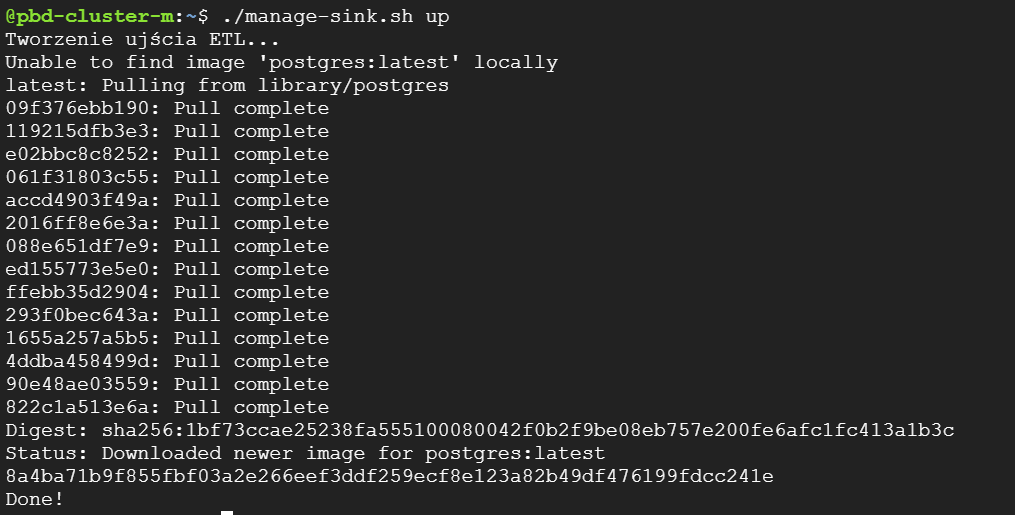 @pbd-cluster-m:~$ ./manage-sink.sh up
Tworzenie ujścia ETL...
Unable to find image 'postgres:latest' locally
latest: Pulling from library/postgres
09f376ebb190: Pull complete
119215dfb3e3: Pull complete
e02bbc8c8252: Pull complete
061f31803c55: Pull complete
accd4903f49a: Pull complete
2016ff8e6e3a: Pull complete
088e651df7e9: Pull complete
ed155773e5e0: Pull complete
ffebb35d2904: Pull complete
293f0bec643a: Pull complete
1655a257a5b5: Pull complete
4ddba458499d: Pull complete
90e48ae03559: Pull complete
822c1a513e6a: Pull complete
Digest: sha256:1bf73ccae25238fa555100080042f0b2f9be08eb757e200fe6afc1fc413a1b3c
Status: Downloaded newer image for postgres:latest
8a4ba71b9f855fbf03a2e266eef3ddf259ecf8e123a82b49df476199fdcc241e
Done!